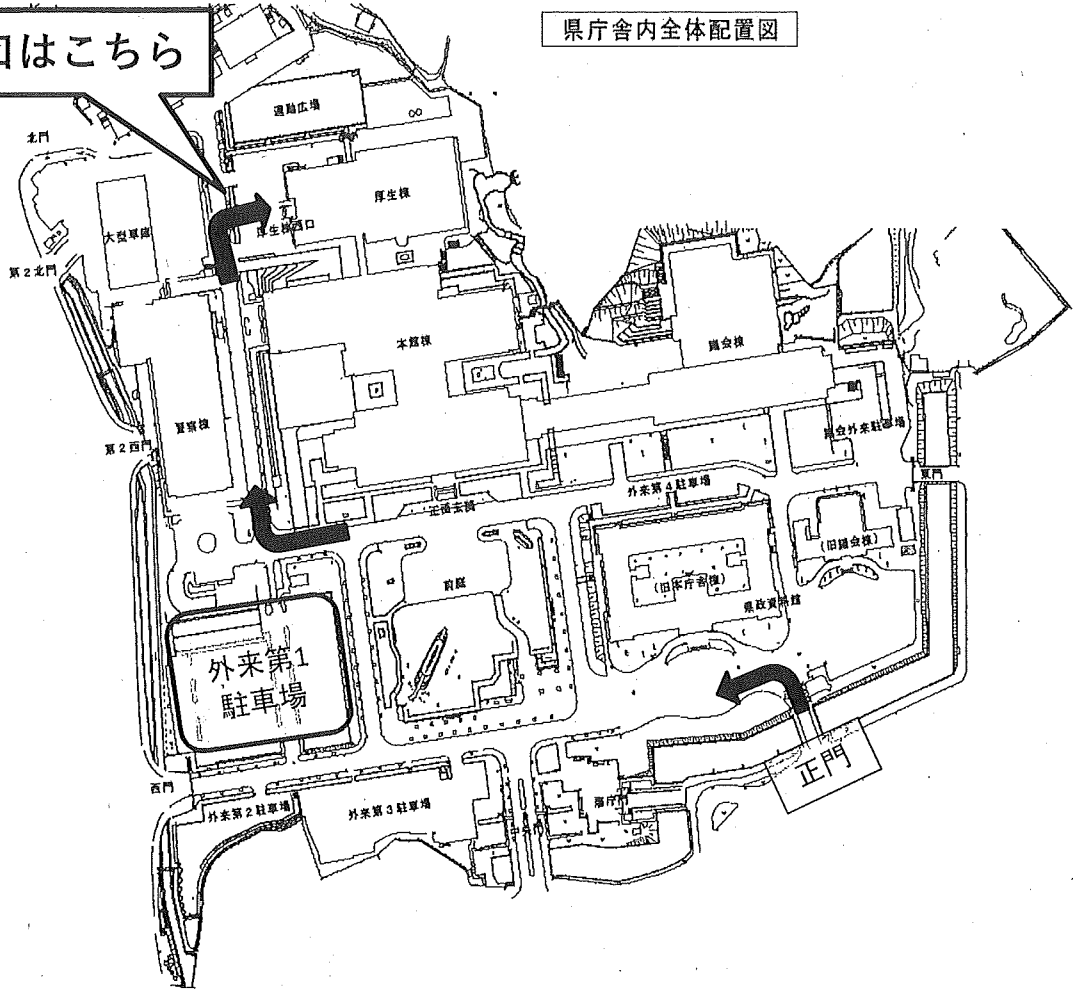 県庁舎内全体配置図
口はこちら
運動広場
北門
厚生棟
大型車庫
厚生棟西口
第2北門
本館棟
議会棟
警察棟
第2西門
議会外来駐車場
外来第4駐車場
東門
正面玄関
(旧議会棟)
前庭
(旧本庁舎棟)
県政資料館
外来第1
駐車場
正門
西門
外来第2駐車場
外来第3駐車場